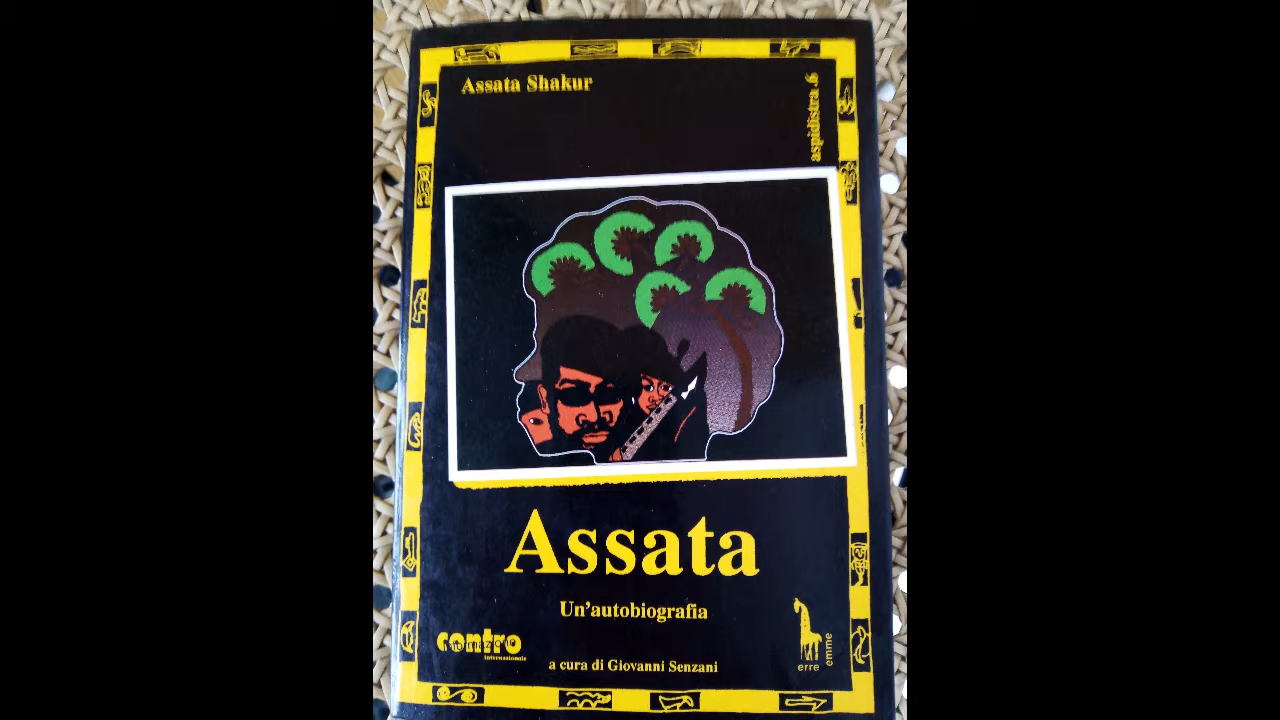 Assata Shakur
aspidistra 6
Assata
Un'autobiografia
contro
internazionale
a cura di Giovanni Senzani
erre
emme